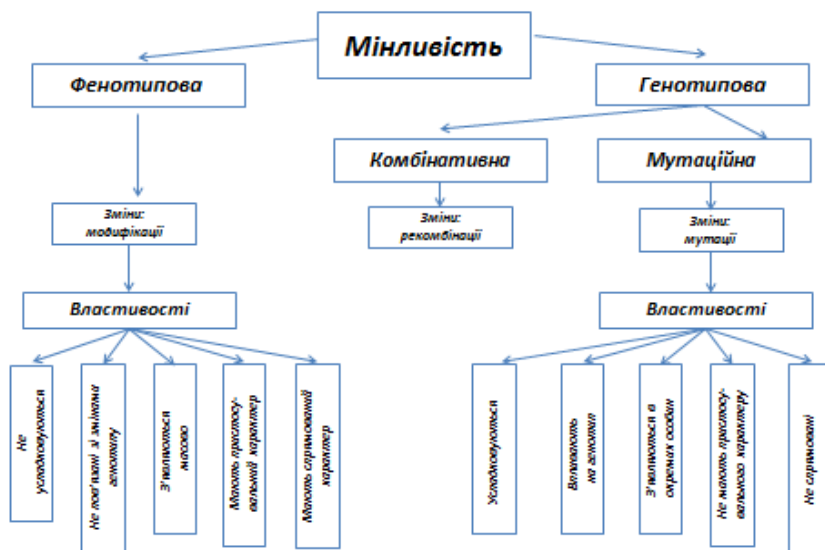 Мінливість
Фенотипова
Генотипова
Комбінативна
Мутаційна
Зміни:
модифікації
Зміни:
рекомбінації
Зміни:
мутації
Властивості
Властивості
Не
успадковуються
Не пов'язані зі змінами
генотипу
З'являються
масово
Мають пристосу-
вальний характер
Мають спрямований
характер
Успадковуються
Впливають
на генотип
З'являються в
окремих особин
Не мають пристосу-
вального характеру
Не спрямовані